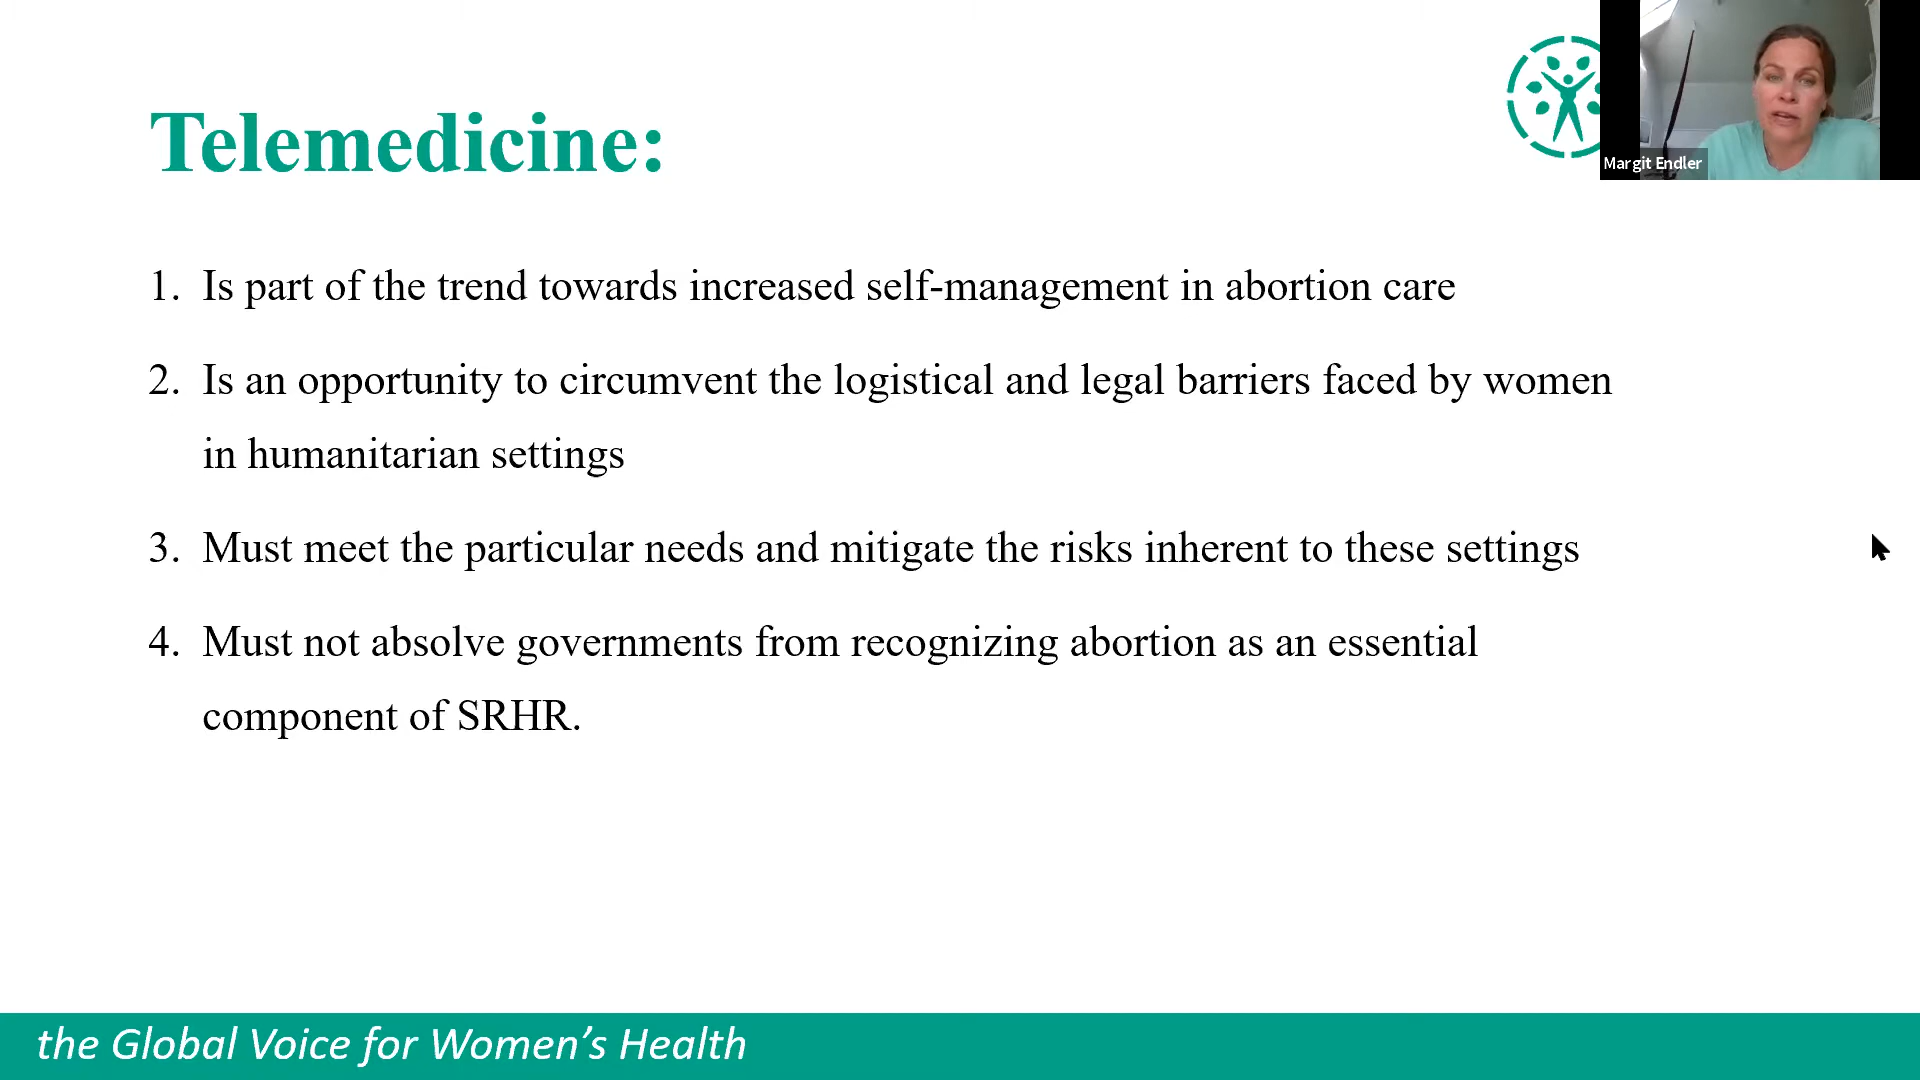 Telemedicine:
Margit Endler
1. Is part of the trend towards increased self-management in abortion care
2. Is an opportunity to circumvent the logistical and legal barriers faced by women
in humanitarian settings
3. Must meet the particular needs and mitigate the risks inherent to these settings
4. Must not absolve governments from recognizing abortion as an essential
component of SRHR.
the Global Voice for Women’s Health